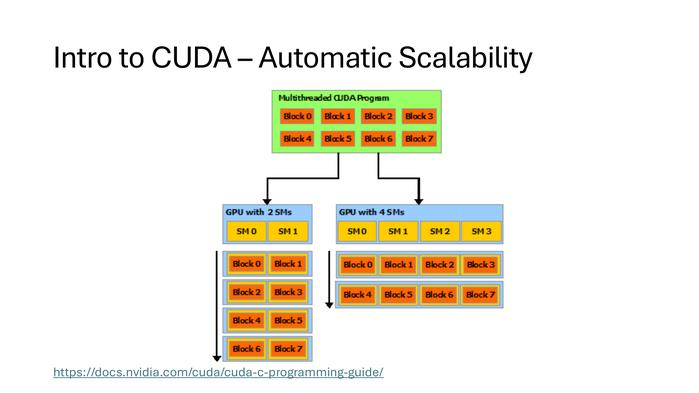 Intro to CUDA – Automatic Scalability
Multithreaded CUDA Program
Block 0 Block 1 Block 2 Block 3
Block 4 Block 5 Block 6 Block 7
GPU with 2 SMs
SM 0 SM 1
Block 0 Block 1
Block 2 Block 3
Block 4 Block 5
Block 6 Block 7
GPU with 4 SMs
SM 0 SM 1 SM 2 SM 3
Block 0 Block 1 Block 2 Block 3
Block 4 Block 5 Block 6 Block 7
https://docs.nvidia.com/cuda/cuda-c-programming-guide/